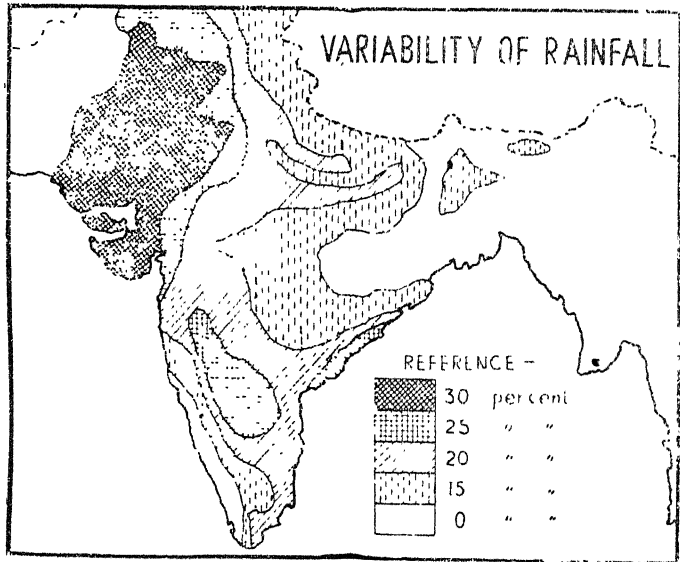 VARIABILITY OF RAINFALL
REFERENCE –
30 percent
25 " "
20 " "
15 " "
0 " "